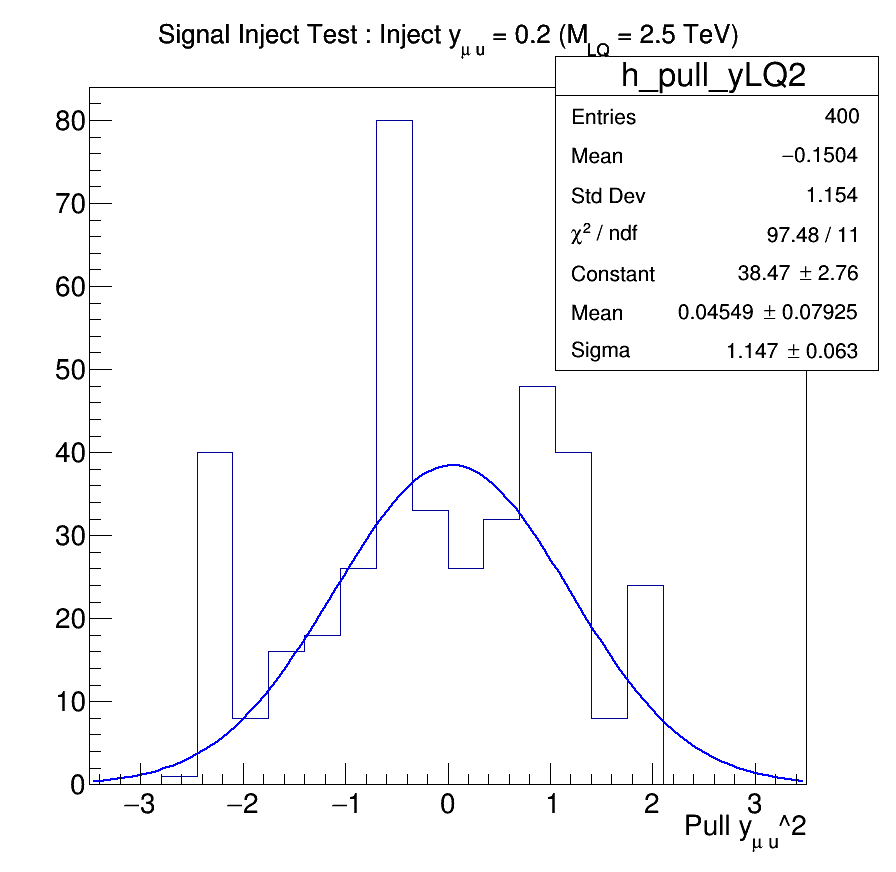 Signal Inject Test : Inject y_μ u = 0.2 (M_LQ = 2.5 TeV)
h_pull_yLQ2
Entries 400
Mean −0.1504
Std Dev 1.154
χ² / ndf 97.48 / 11
Constant 38.47 ± 2.76
Mean 0.04549 ± 0.07925
Sigma 1.147 ± 0.063
80
70
60
50
40
30
20
10
0
−3 −2 −1 0 1 2 3
Pull y_μ u^2